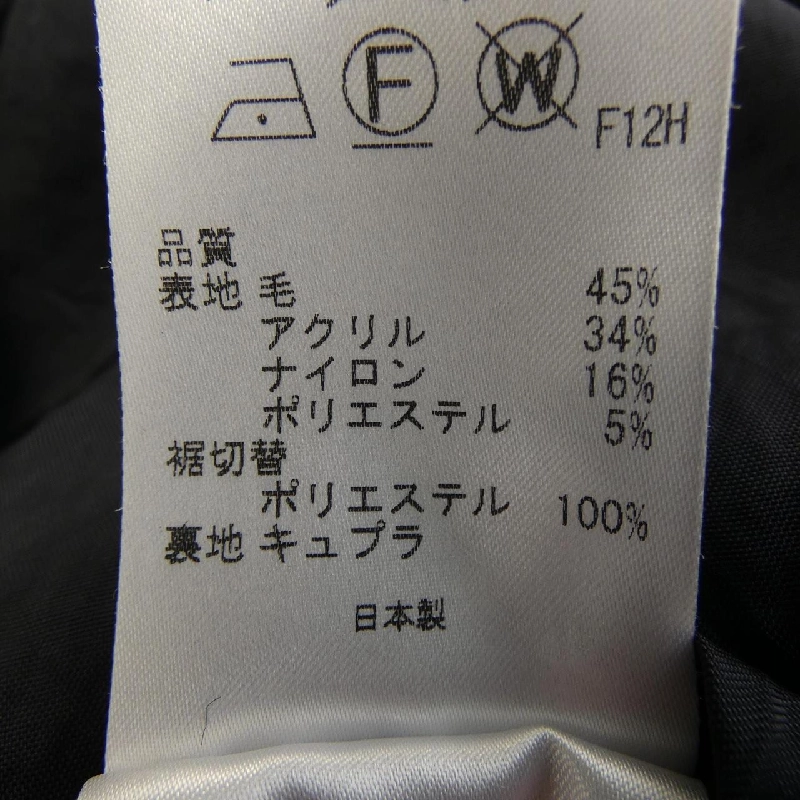 F W F12H
品質
表地 毛 45%
アクリル 34%
ナイロン 16%
ポリエステル 5%
裾切替
ポリエステル 100%
裏地 キュプラ
日本製